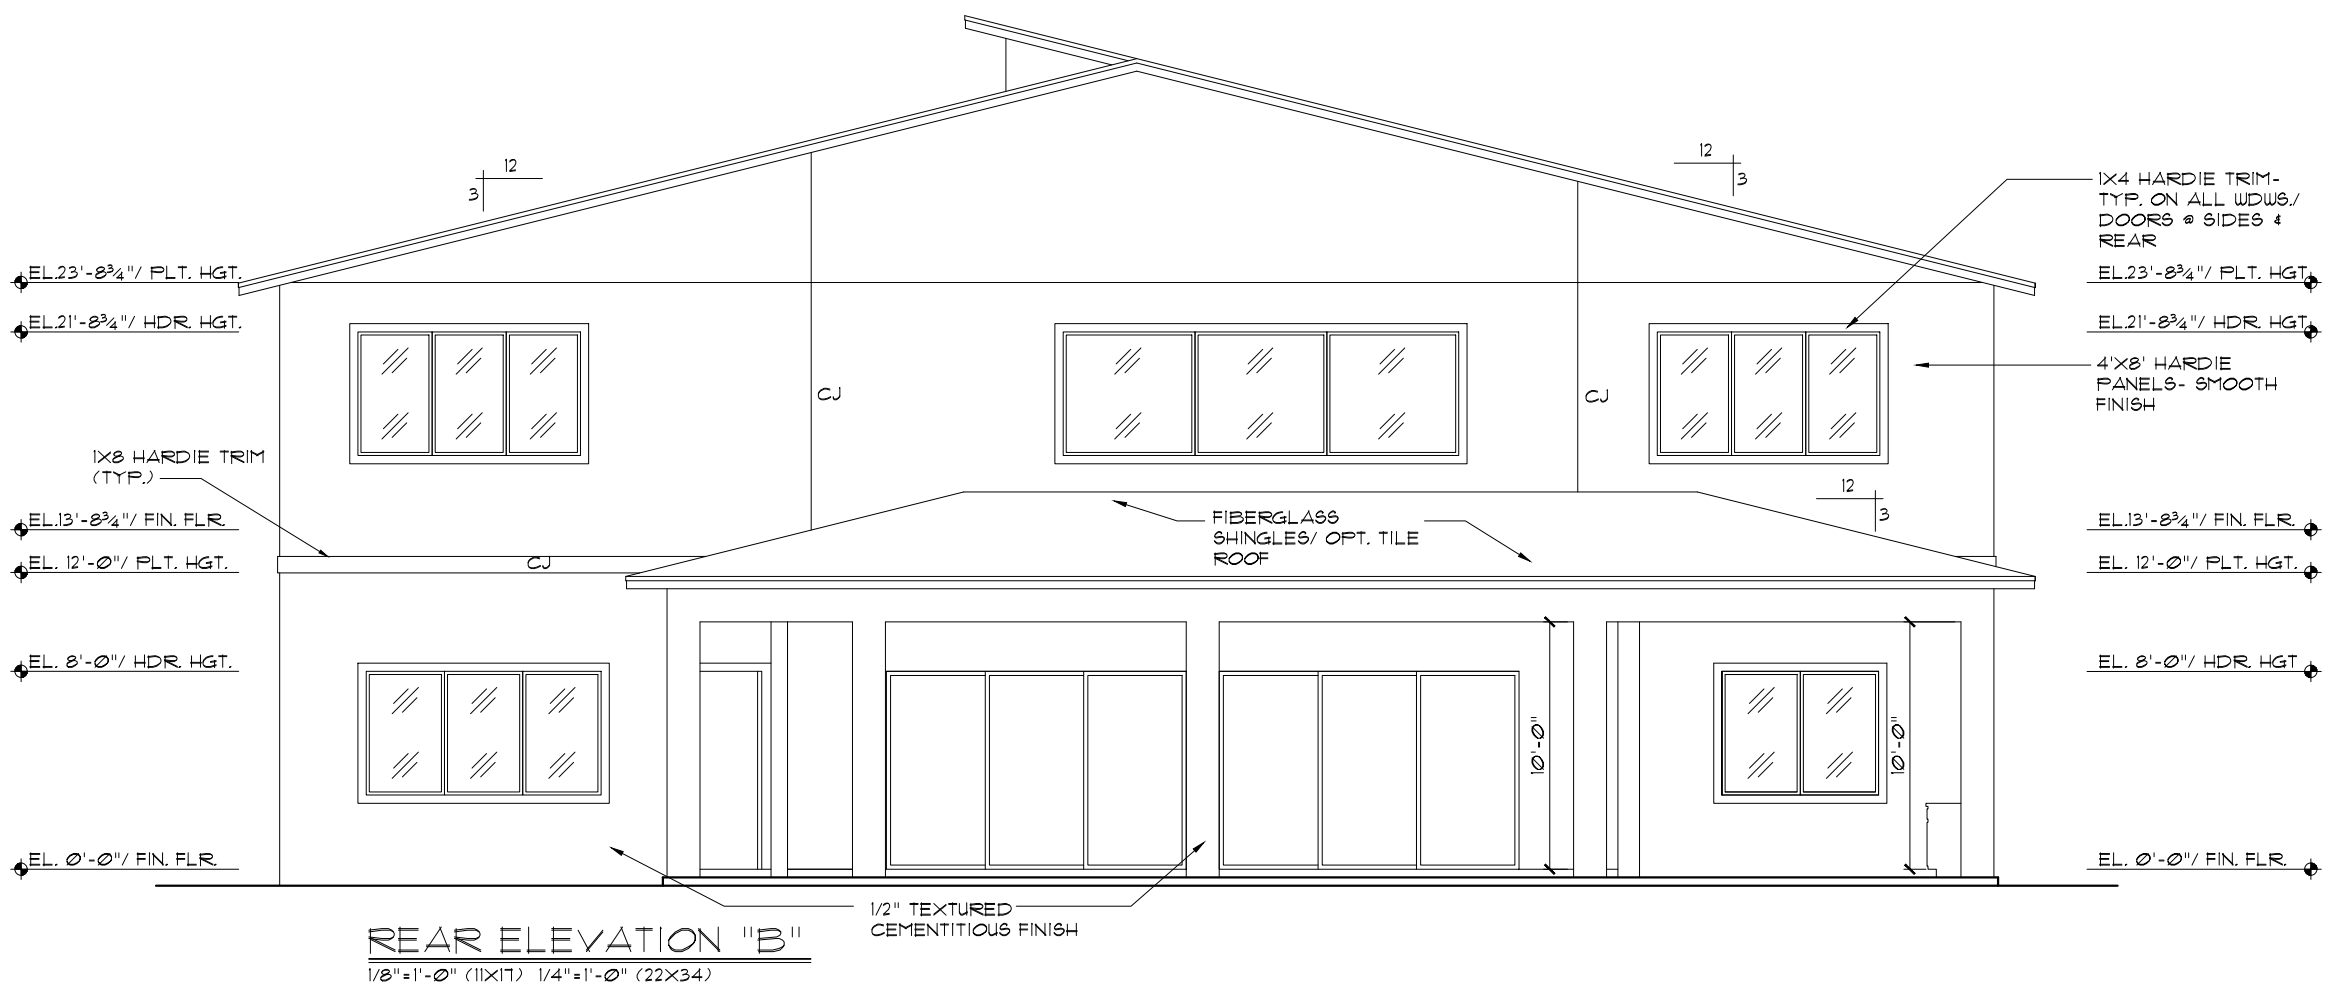 12
3
12
3
1X4 HARDIE TRIM-
TYP. ON ALL WDWS./
DOORS @ SIDES &
REAR
EL.23'-8¾"/ PLT. HGT.
EL.23'-8¾"/ PLT. HGT
EL.21'-8¾"/ HDR. HGT.
EL.21'-8¾"/ HDR. HGT
4'X8' HARDIE
PANELS- SMOOTH
FINISH
CJ
CJ
1X8 HARDIE TRIM
(TYP.)
12
3
EL.13'-8¾"/ FIN. FLR.
FIBERGLASS
SHINGLES/ OPT. TILE
ROOF
EL.13'-8¾"/ FIN. FLR.
EL. 12'-0"/ PLT. HGT.
CJ
EL. 12'-0"/ PLT. HGT.
EL. 8'-0"/ HDR. HGT.
EL. 8'-0"/ HDR. HGT
10'-0"
10'-0"
EL. 0'-0"/ FIN. FLR.
EL. 0'-0"/ FIN. FLR.
1/2" TEXTURED
CEMENTITIOUS FINISH
REAR ELEVATION "B"
1/8"=1'-0" (11X17) 1/4"=1'-0" (22X34)